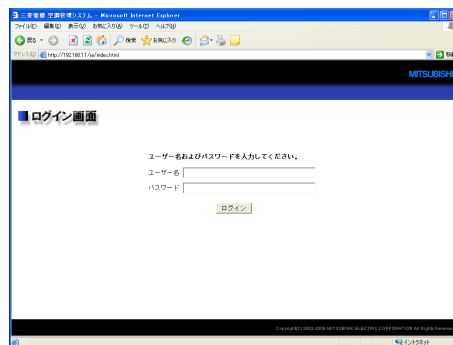 三菱電機 空調管理システム - Microsoft Internet Explorer
ファイル(F) 編集(E) 表示(V) お気に入り(A) ツール(T) ヘルプ(H)
戻る 検索 お気に入り
アドレス(D) http://192.168.1.1/ja/index.html 移動
MITSUBISHI
ログイン画面
ユーザー名およびパスワードを入力してください。
ユーザー名
パスワード
ログイン
Copyright(C) 2002-2008 MITSUBISHI ELECTRIC CORPORATION All Rights Reserved
イントラネット